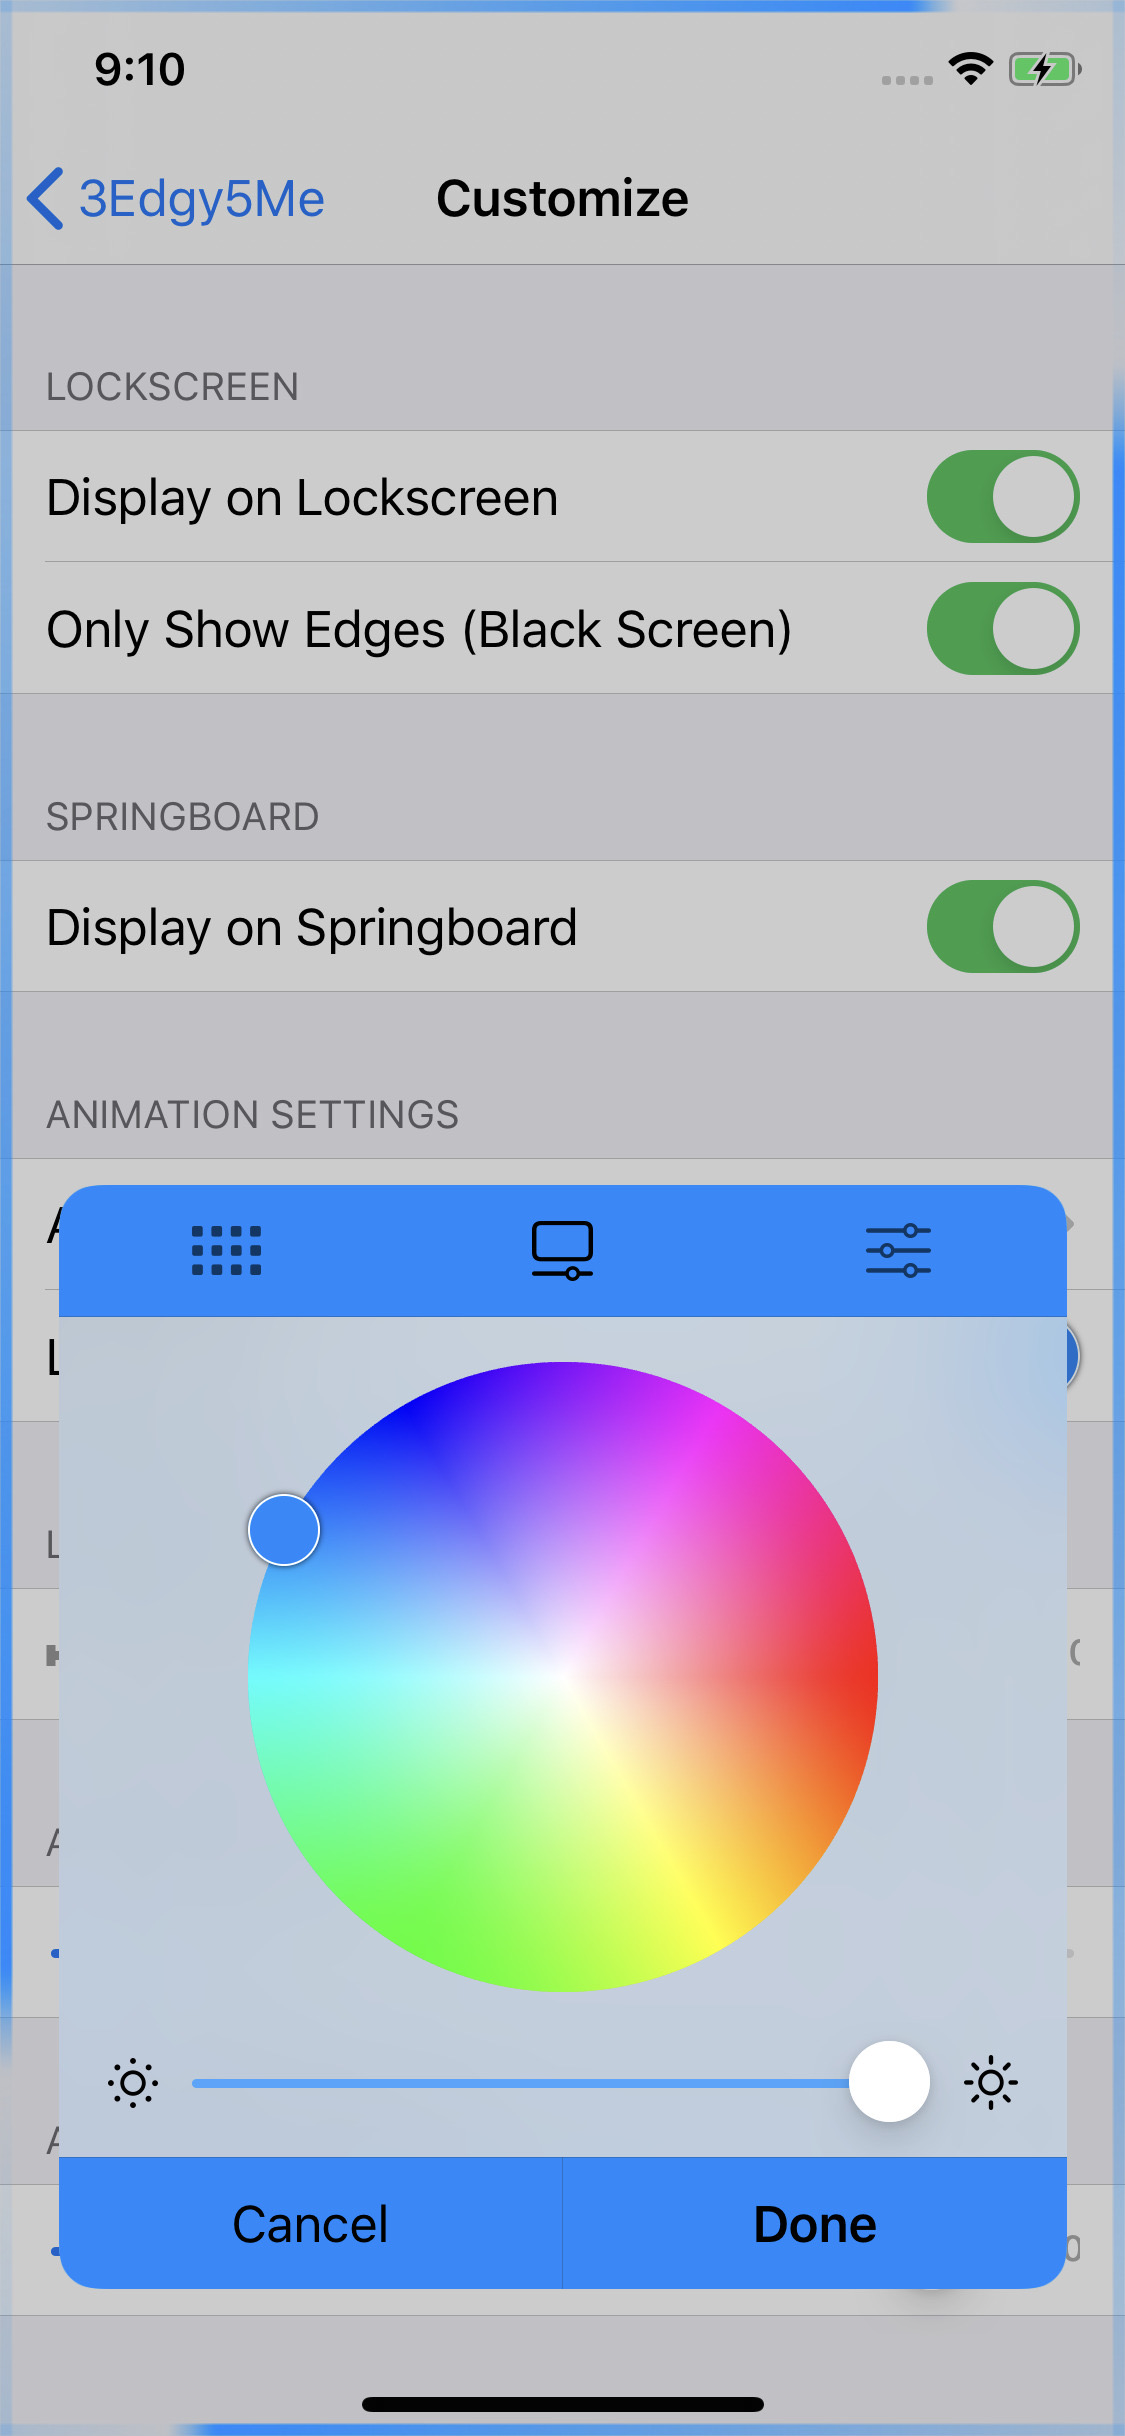 9:10
3Edgy5Me
Customize
LOCKSCREEN
Display on Lockscreen
Only Show Edges (Black Screen)
SPRINGBOARD
Display on Springboard
ANIMATION SETTINGS
Cancel
Done